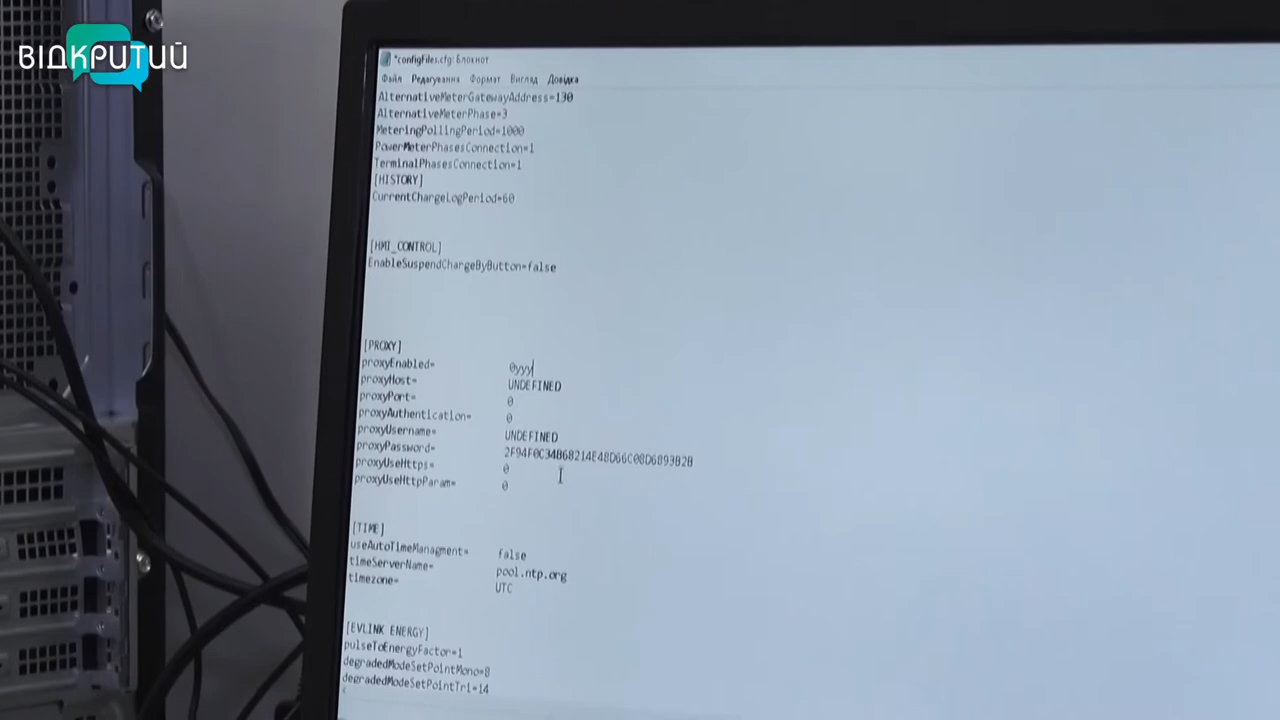 ВІДКРИТИЙ
*configFiles.cfg: Блокнот
Файл Редагування Формат Вигляд Довідка
AlternativeMeterGatewayAddress=130
AlternativeMeterPhase=3
MeteringPollingPeriod=1000
PowerMeterPhasesConnection=1
TerminalPhasesConnection=1
[HISTORY]
CurrentChargeLogPeriod=60
[HMI_CONTROL]
EnableSuspendChargeByButton=false
[PROXY]
proxyEnabled= 0yyy
proxyHost= UNDEFINED
proxyPort= 0
proxyAuthentication= 0
proxyUsername= UNDEFINED
proxyPassword= 2F94F0C34B68214E48D66C08D6893B2B
proxyUseHttps= 0
proxyUseHttpParam= 0
[TIME]
useAutoTimeManagment= false
timeServerName= pool.ntp.org
timezone= UTC
[EVLINK ENERGY]
pulseToEnergyFactor=1
degradedModeSetPointMono=8
degradedModeSetPointTri=14